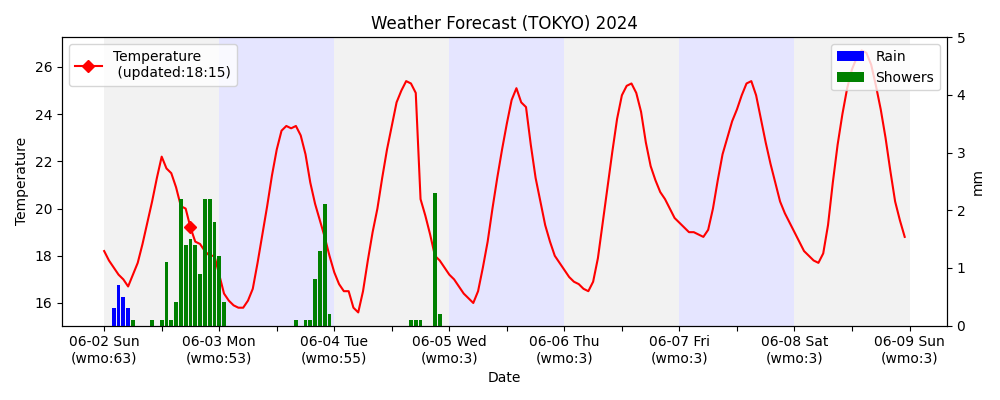 Weather Forecast (TOKYO) 2024
Temperature
(updated:18:15)
Rain
Showers
26
24
22
20
18
16
Temperature
5
4
3
2
1
0
mm
06-02 Sun
(wmo:63)
06-03 Mon
(wmo:53)
06-04 Tue
(wmo:55)
06-05 Wed
(wmo:3)
06-06 Thu
(wmo:3)
06-07 Fri
(wmo:3)
06-08 Sat
(wmo:3)
06-09 Sun
(wmo:3)
Date